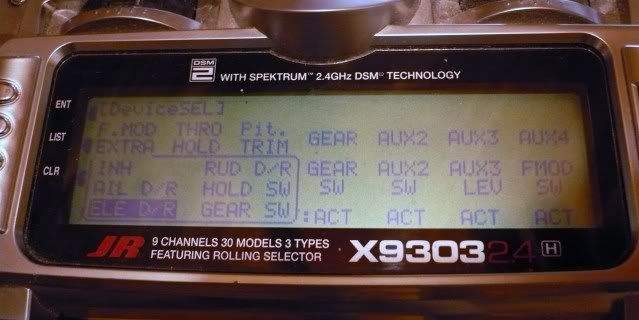 DSM
2 WITH SPEKTRUM™ 2.4GHz DSM2 TECHNOLOGY
ENT
LIST
CLR
[DeviceSEL]
F.MOD THRO Pit. GEAR AUX2 AUX3 AUX4
EXTRA HOLD TRIM
INH RUD D/R GEAR AUX2 AUX3 FMOD
AIL D/R HOLD SW SW SW LEV SW
ELE D/R GEAR SW :ACT ACT ACT ACT
JR 9 CHANNELS 30 MODELS 3 TYPES
FEATURING ROLLING SELECTOR
X9303 2.4 H